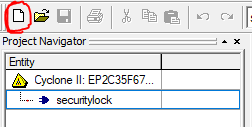 Project Navigator
Entity
Cyclone II: EP2C35F67...
securitylock